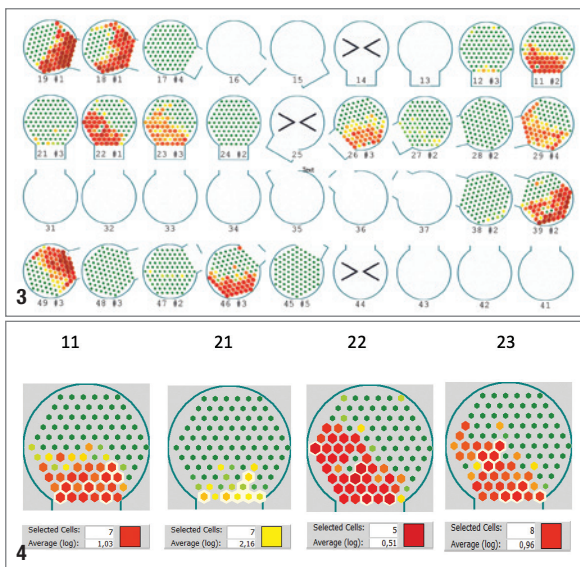 19 #1 18 #1 17 #4 16 15 14 13 12 #3 11 #2
21 #3 22 #1 23 #3 24 #2 25 26 #3 27 #2 28 #2 29 #4
31 32 33 34 35 36 37 38 #2 39 #2
49 #3 48 #3 47 #2 46 #3 45 #5 44 43 42 41
3
11 21 22 23
Selected Cells: 7 Selected Cells: 7 Selected Cells: 5 Selected Cells: 8
Average (log): 1,03 Average (log): 2,16 Average (log): 0,51 Average (log): 0,96
4